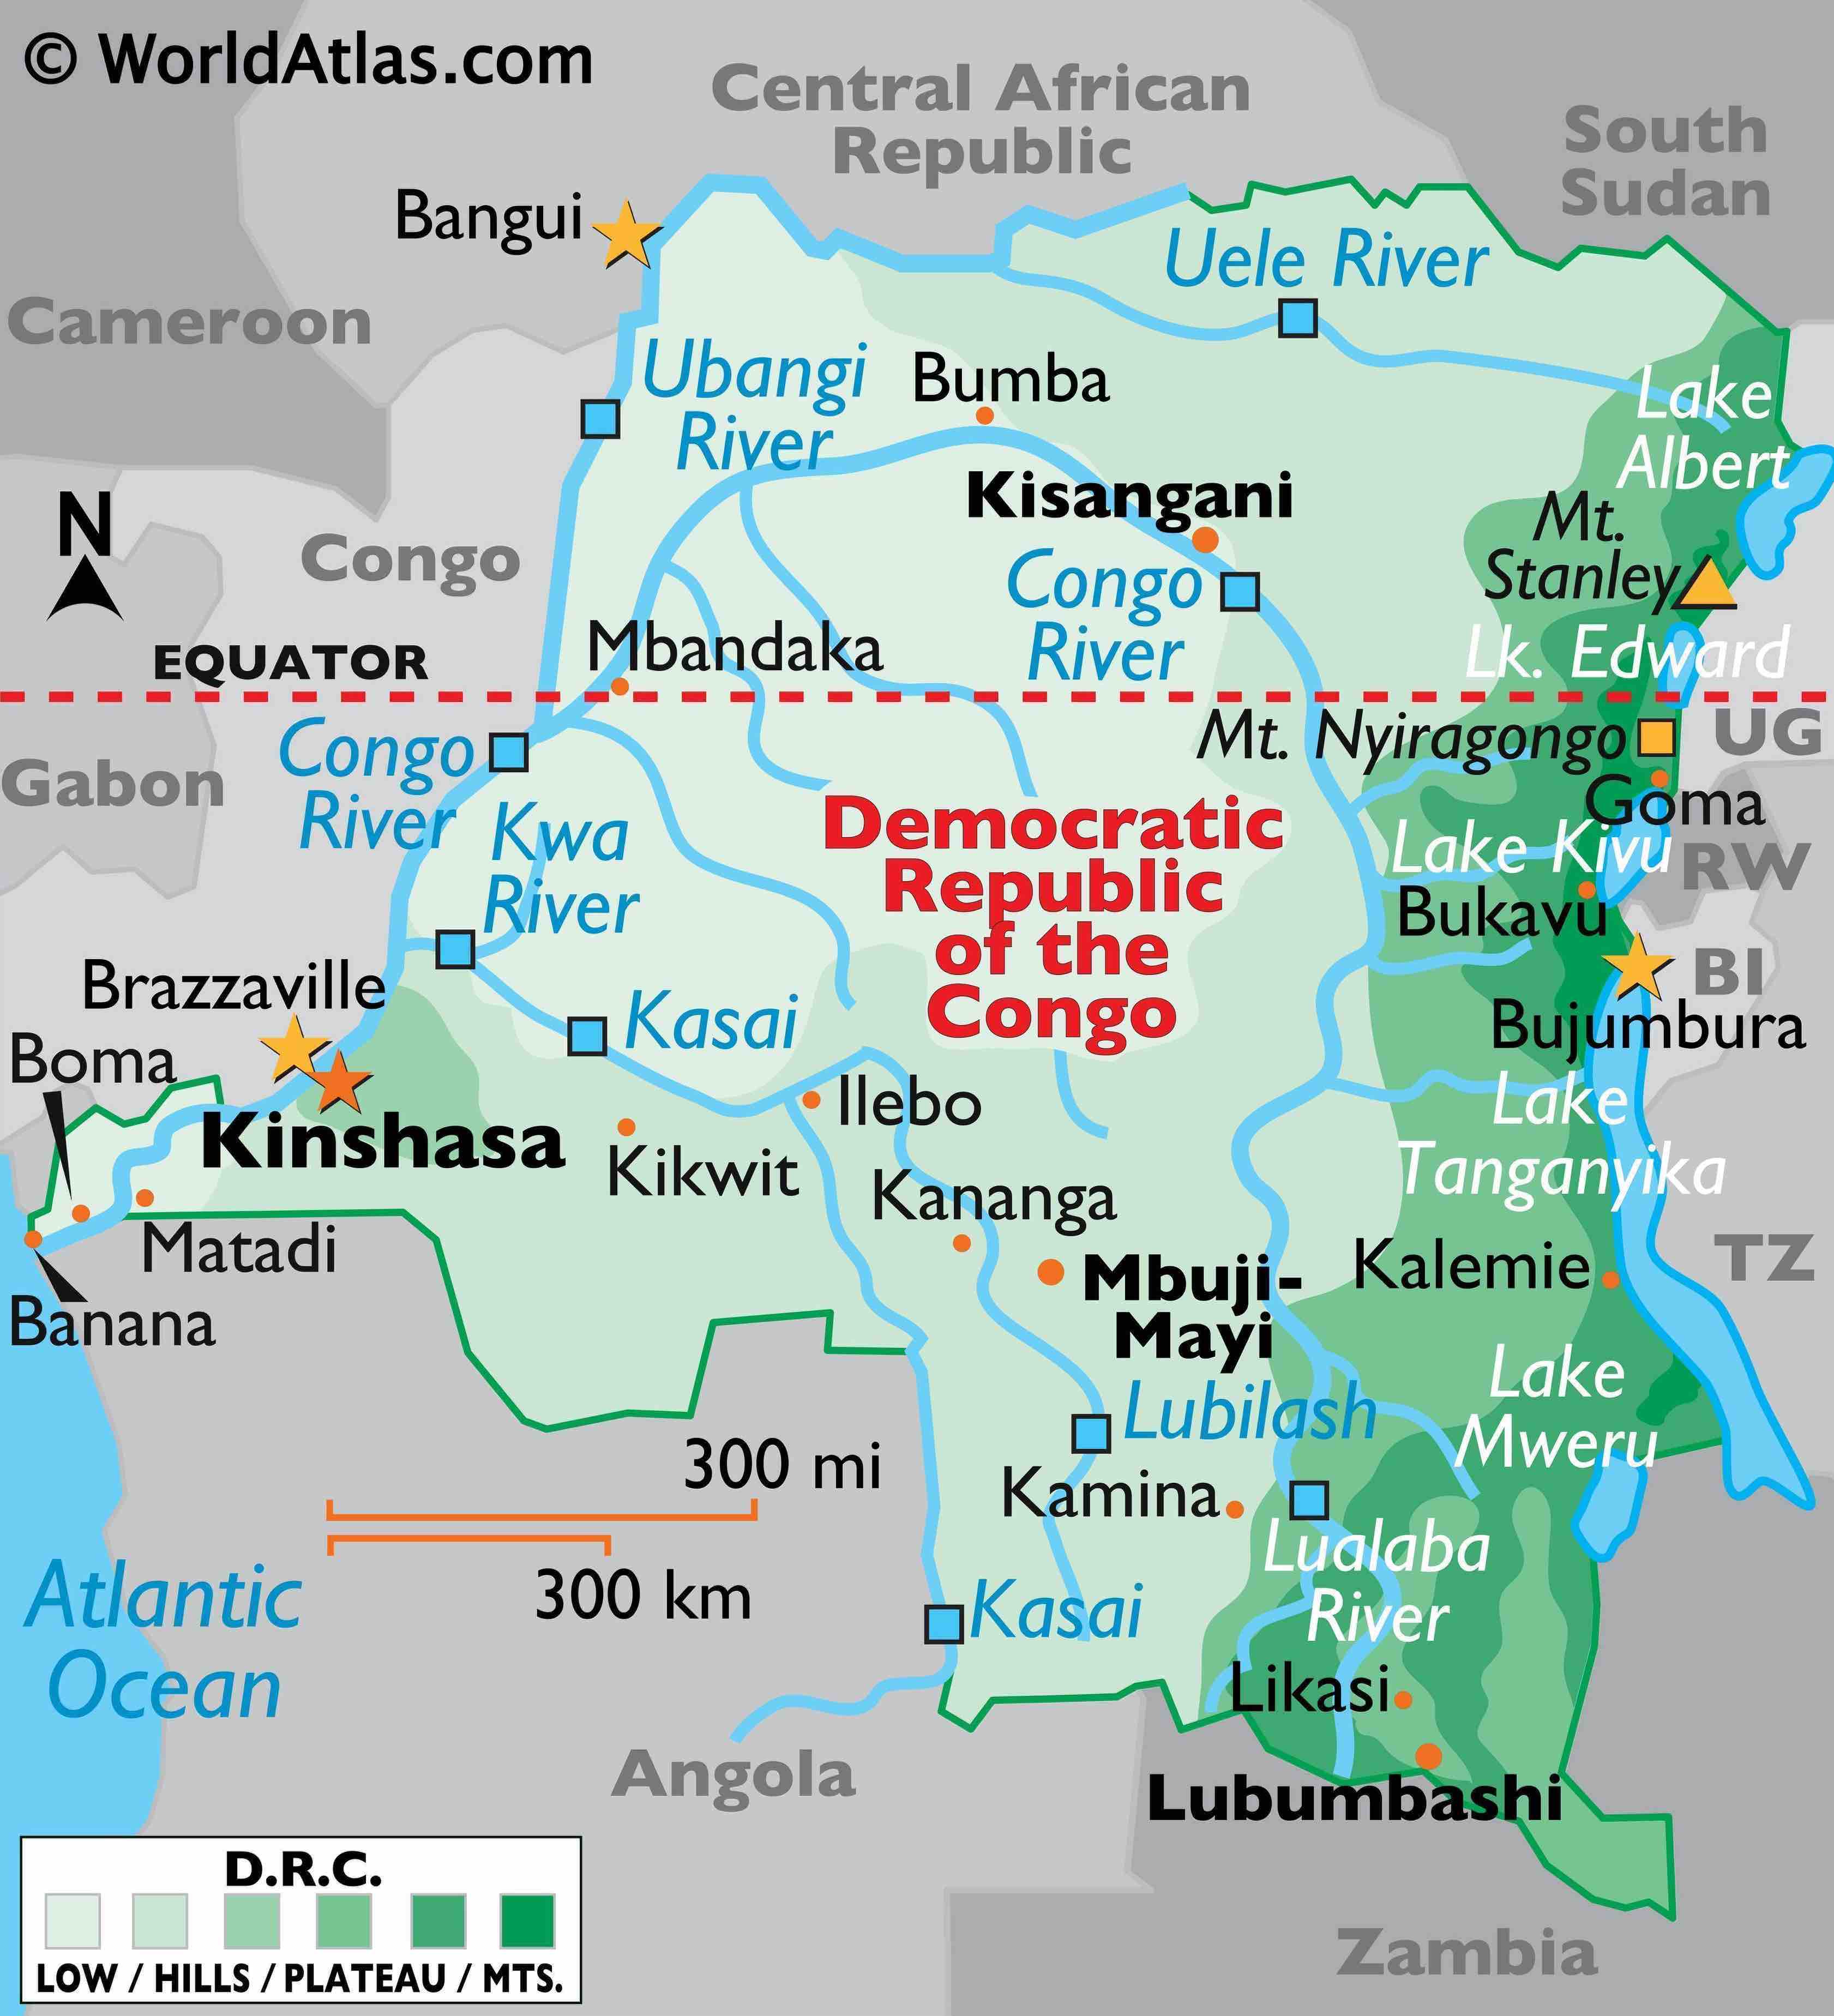 © WorldAtlas.com
Central African
Republic
South
Sudan
Bangui
Uele River
Cameroon
Ubangi
River
Bumba
Lake
Albert
Kisangani
Mt.
Stanley
N
Congo
Congo
River
EQUATOR
Mbandaka
Lk. Edward
Congo
River
Mt. Nyiragongo
UG
Gabon
Goma
Kwa
River
Democratic
Republic
of the
Congo
Lake Kivu
RW
Bukavu
Brazzaville
BI
Kasai
Bujumbura
Boma
Ilebo
Lake
Tanganyika
Kinshasa
Kikwit
Kananga
Matadi
Mbuji-
Mayi
Kalemie
TZ
Banana
Lake
Mweru
Lubilash
300 mi
Kamina
Lualaba
River
300 km
Atlantic
Ocean
Kasai
Likasi
Angola
Lubumbashi
D.R.C.
LOW / HILLS / PLATEAU / MTS.
Zambia